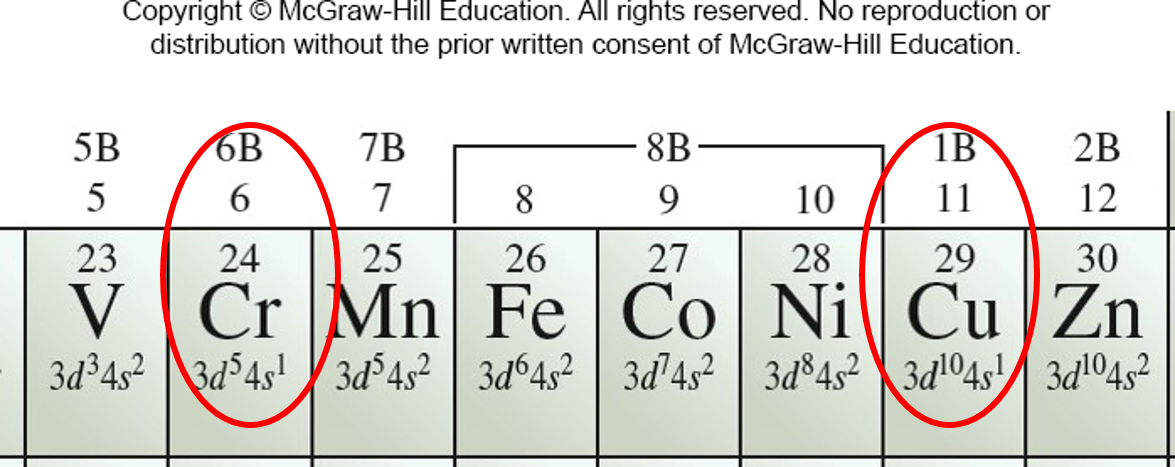 Copyright © McGraw-Hill Education. All rights reserved. No reproduction or
distribution without the prior written consent of McGraw-Hill Education.
5B 6B 7B 8B 1B 2B
5 6 7 8 9 10 11 12
23 24 25 26 27 28 29 30
V Cr Mn Fe Co Ni Cu Zn
3d³4s² 3d⁵4s¹ 3d⁵4s² 3d⁶4s² 3d⁷4s² 3d⁸4s² 3d¹⁰4s¹ 3d¹⁰4s²